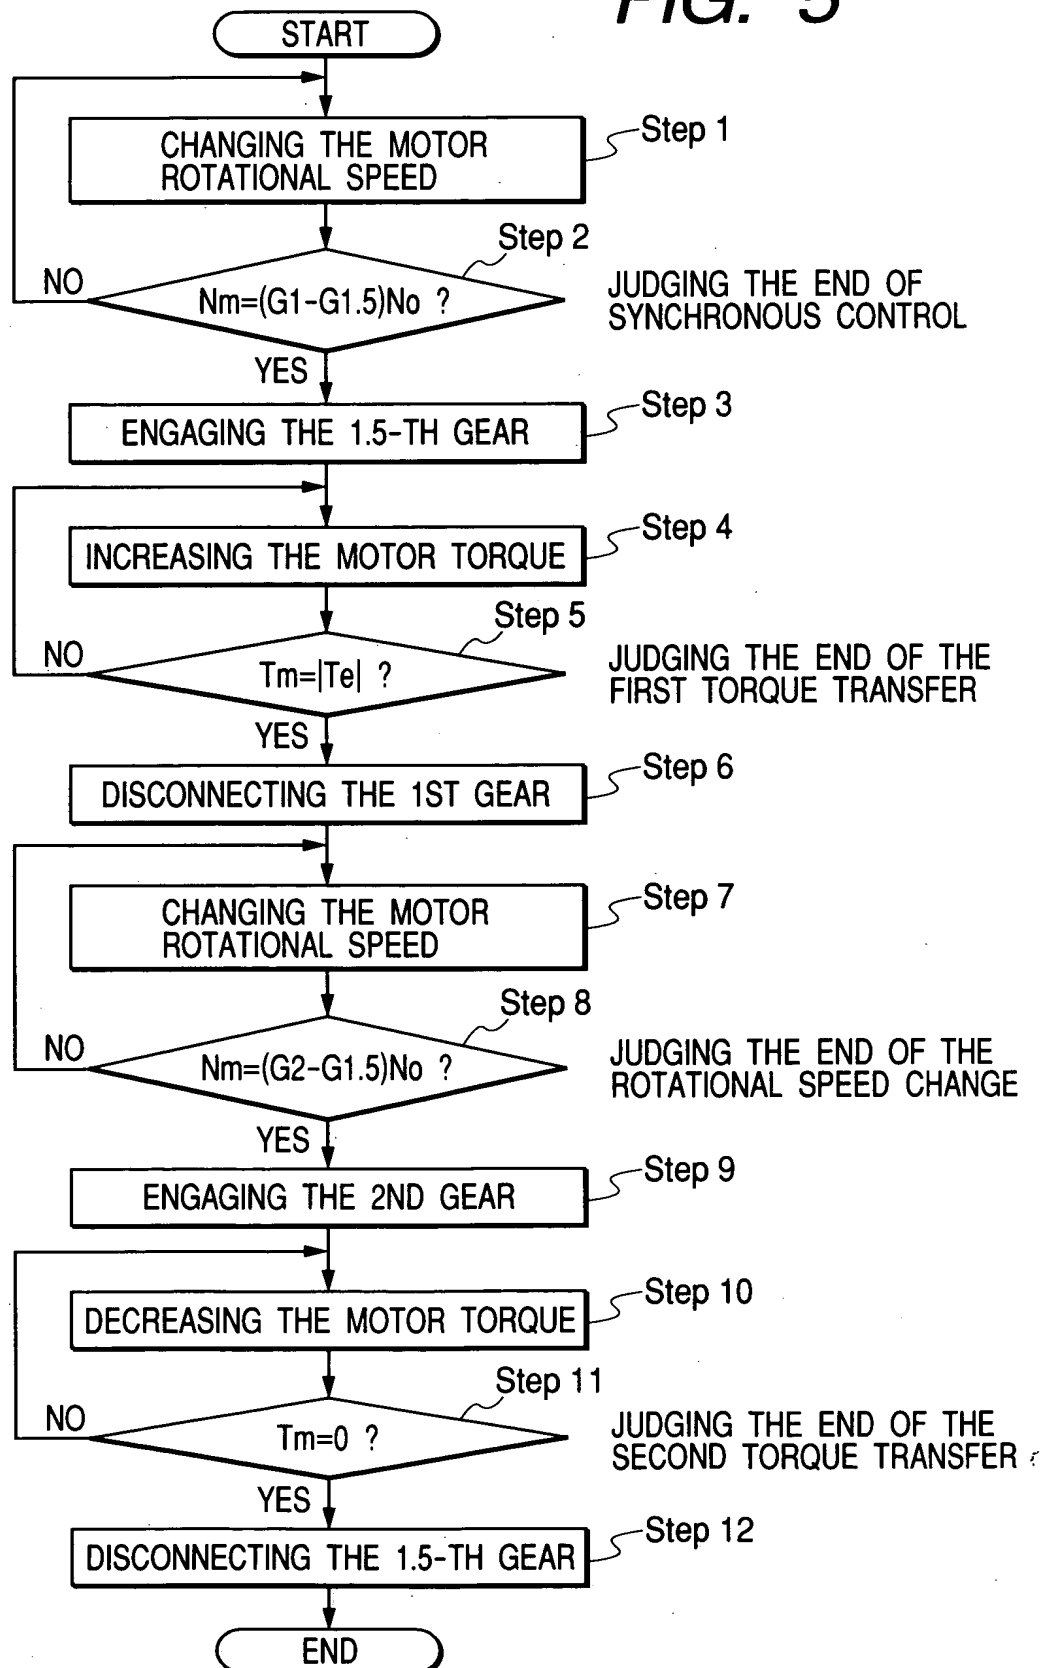 FIG. 5
START
CHANGING THE MOTOR
ROTATIONAL SPEED
Step 1
Step 2
NO
Nm=(G1-G1.5)No ?
JUDGING THE END OF
SYNCHRONOUS CONTROL
YES
ENGAGING THE 1.5-TH GEAR
Step 3
INCREASING THE MOTOR TORQUE
Step 4
Step 5
NO
Tm=|Te| ?
JUDGING THE END OF THE
FIRST TORQUE TRANSFER
YES
DISCONNECTING THE 1ST GEAR
Step 6
CHANGING THE MOTOR
ROTATIONAL SPEED
Step 7
Step 8
NO
Nm=(G2-G1.5)No ?
JUDGING THE END OF THE
ROTATIONAL SPEED CHANGE
YES
ENGAGING THE 2ND GEAR
Step 9
DECREASING THE MOTOR TORQUE
Step 10
Step 11
NO
Tm=0 ?
JUDGING THE END OF THE
SECOND TORQUE TRANSFER
YES
DISCONNECTING THE 1.5-TH GEAR
Step 12
END